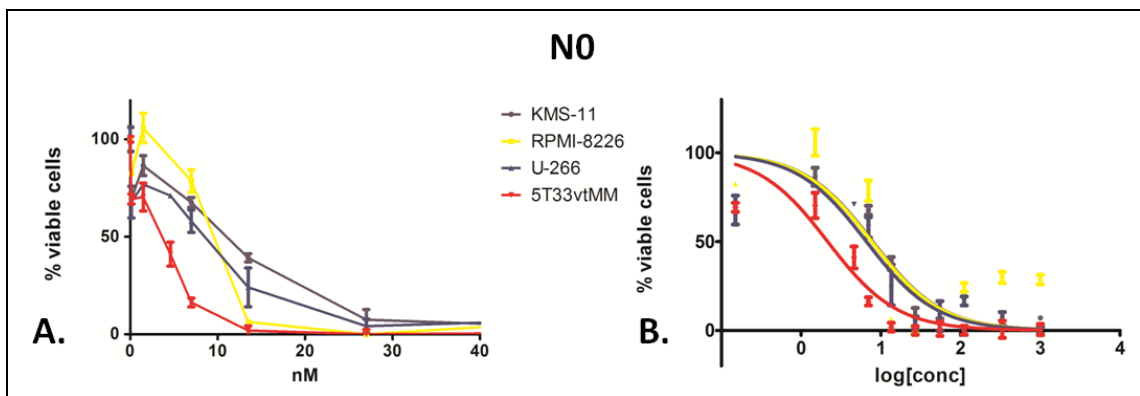 N0
100
50
0
% viable cells
0 10 20 30 40
nM
A.
KMS-11
RPMI-8226
U-266
5T33vtMM
100
50
0
% viable cells
0 1 2 3 4
log[conc]
B.